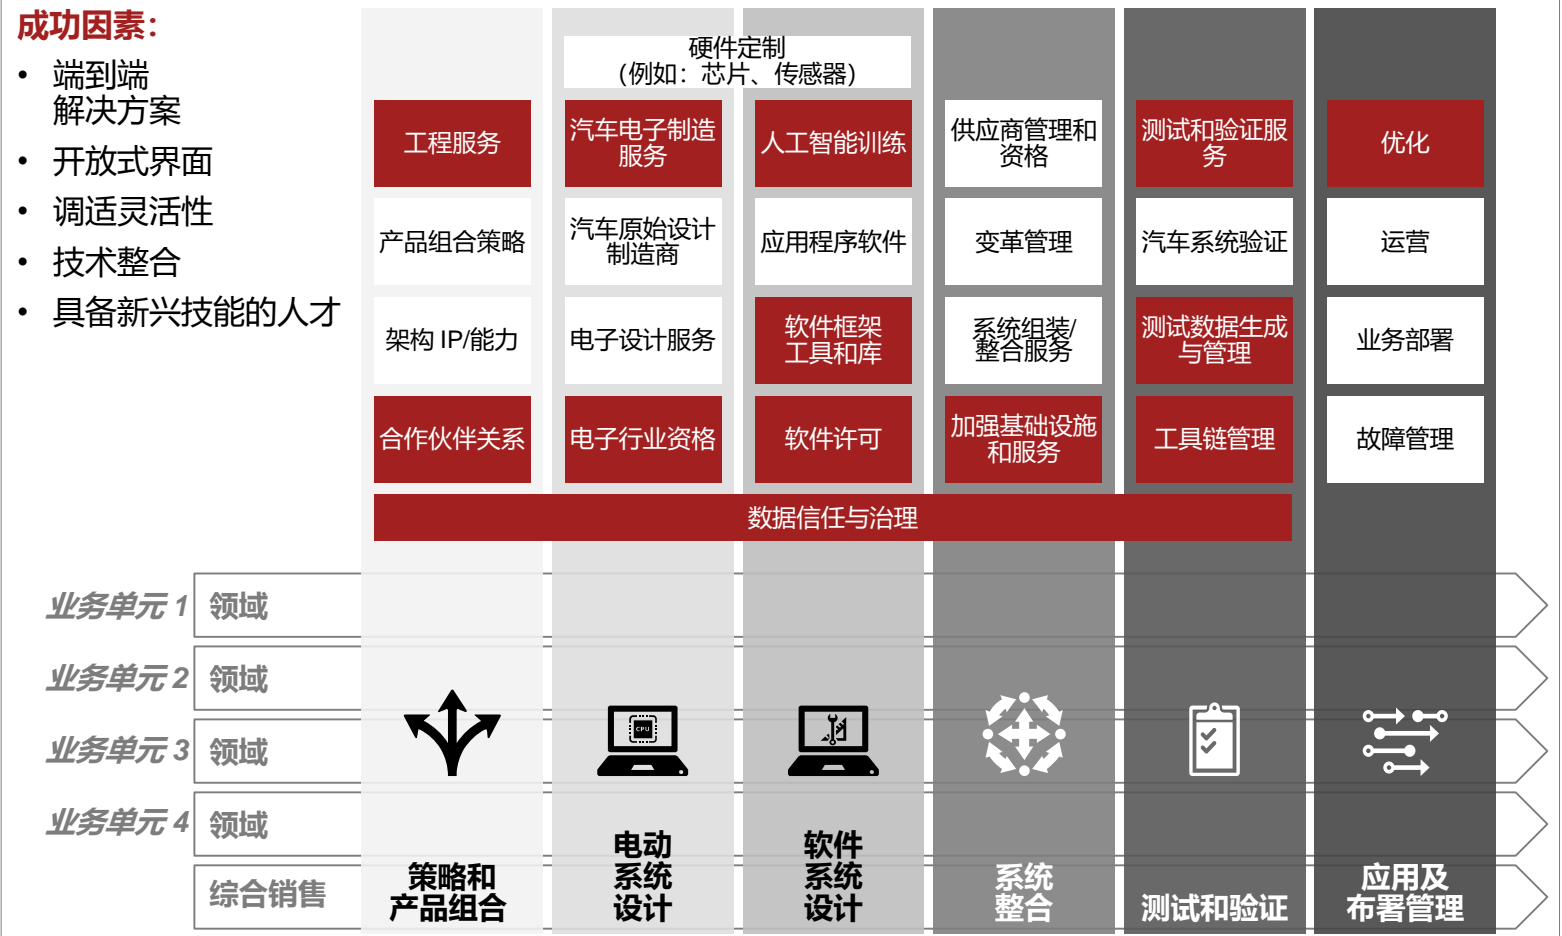 成功因素：
• 端到端
解决方案
• 开放式界面
• 调适灵活性
• 技术整合
• 具备新兴技能的人才
硬件定制
（例如：芯片、传感器）
工程服务
汽车电子制造
服务
人工智能训练
供应商管理和
资格
测试和验证服
务
优化
产品组合策略
汽车原始设计
制造商
应用程序软件
变革管理
汽车系统验证
运营
架构 IP/能力
电子设计服务
软件框架
工具和库
系统组装/
整合服务
测试数据生成
与管理
业务部署
合作伙伴关系
电子行业资格
软件许可
加强基础设施
和服务
工具链管理
故障管理
数据信任与治理
业务单元 1 领域
业务单元 2 领域
业务单元 3 领域
业务单元 4 领域
综合销售
CPU
策略和
产品组合
电动
系统
设计
软件
系统
设计
系统
整合
测试和验证
应用及
布署管理